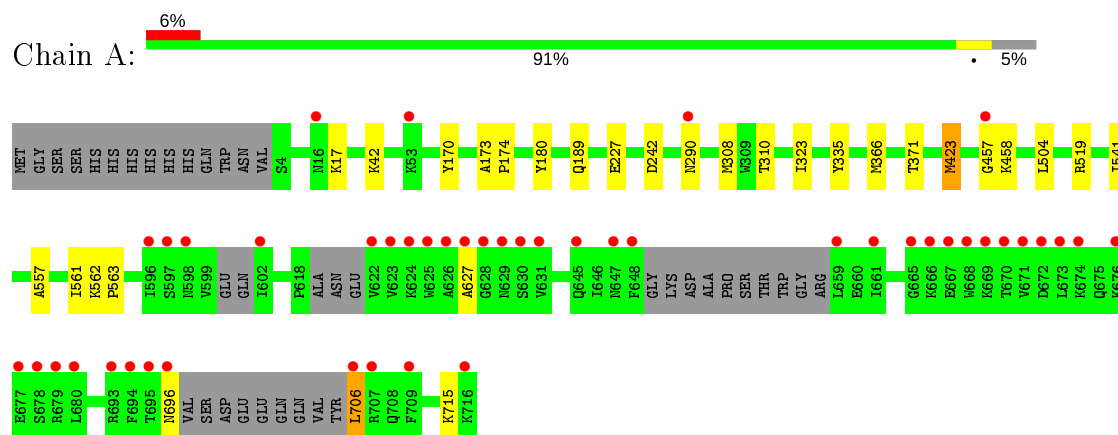 6%
Chain A:
91% • 5%
MET GLY SER SER HIS HIS HIS HIS HIS HIS GLN TRP ASN VAL S4 N16 K17 K42 K53 Y170 A173 P174 Y180 Q189 E227 D242 N290 M308 W309 T310 I323 Y335 M366 T371 M423 G457 K458 L504 R519
A557 I561 K562 P563 I596 S597 N598 V599 GLU GLN I602 P618 ALA ASN GLU V622 V623 K624 W625 A626 A627 G628 N629 S630 V631 Q645 I646 N647 F648 GLY LYS ASP ALA PRO SER THR TRP GLY ARG L659 E660 I661 G665 K666 E667 W668 K669 T670 V671 D672 L673 K674 Q675 K676
E677 S678 R679 L680 R693 F694 T695 N696 VAL SER ASP GLU GLU GLN GLN VAL TYR L706 R707 Q708 F709 K715 K716